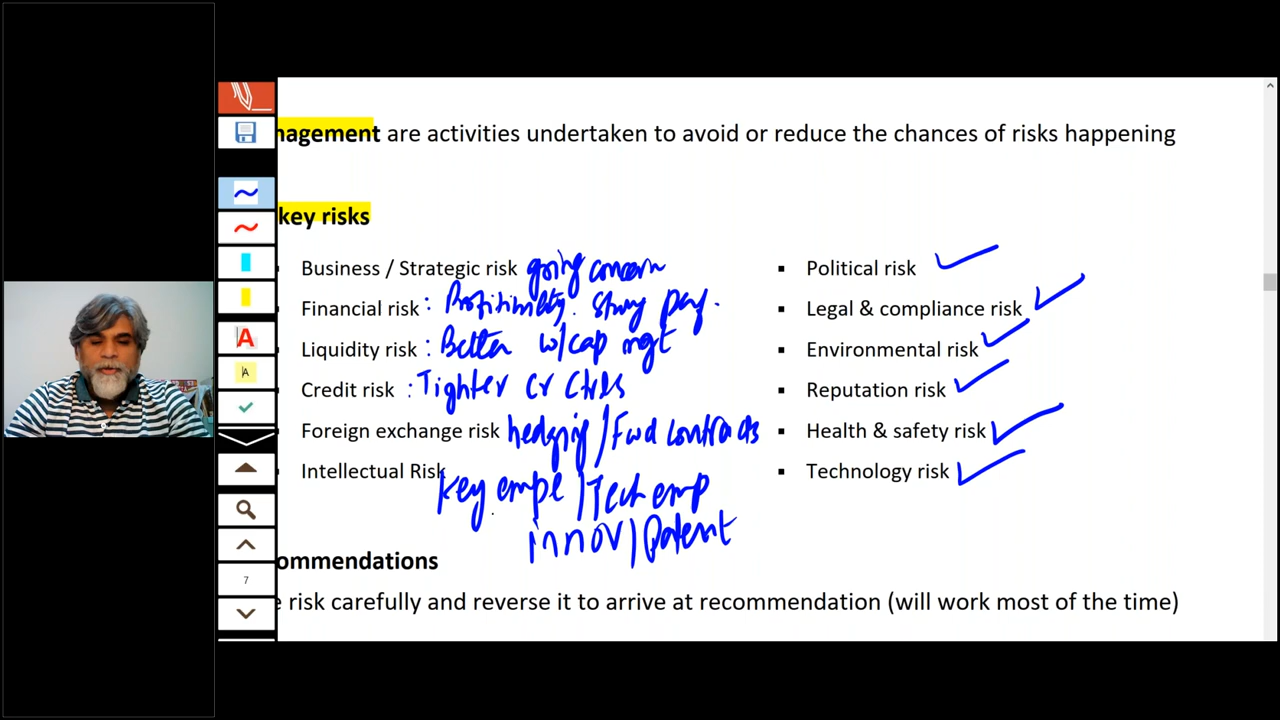 nagement are activities undertaken to avoid or reduce the chances of risks happening
key risks
Business / Strategic risk going concern
Financial risk : Profitability. strong
Liquidity risk : Better w/cap mgt
Credit risk : Tighter cr ctrls
Foreign exchange risk hedging / Fwd contracts
Intellectual Risk
key empe / Tech emp
innov / Patent
Political risk
Legal & compliance risk
Environmental risk
Reputation risk
Health & safety risk
Technology risk
ommendations
e risk carefully and reverse it to arrive at recommendation (will work most of the time)
A
A
7